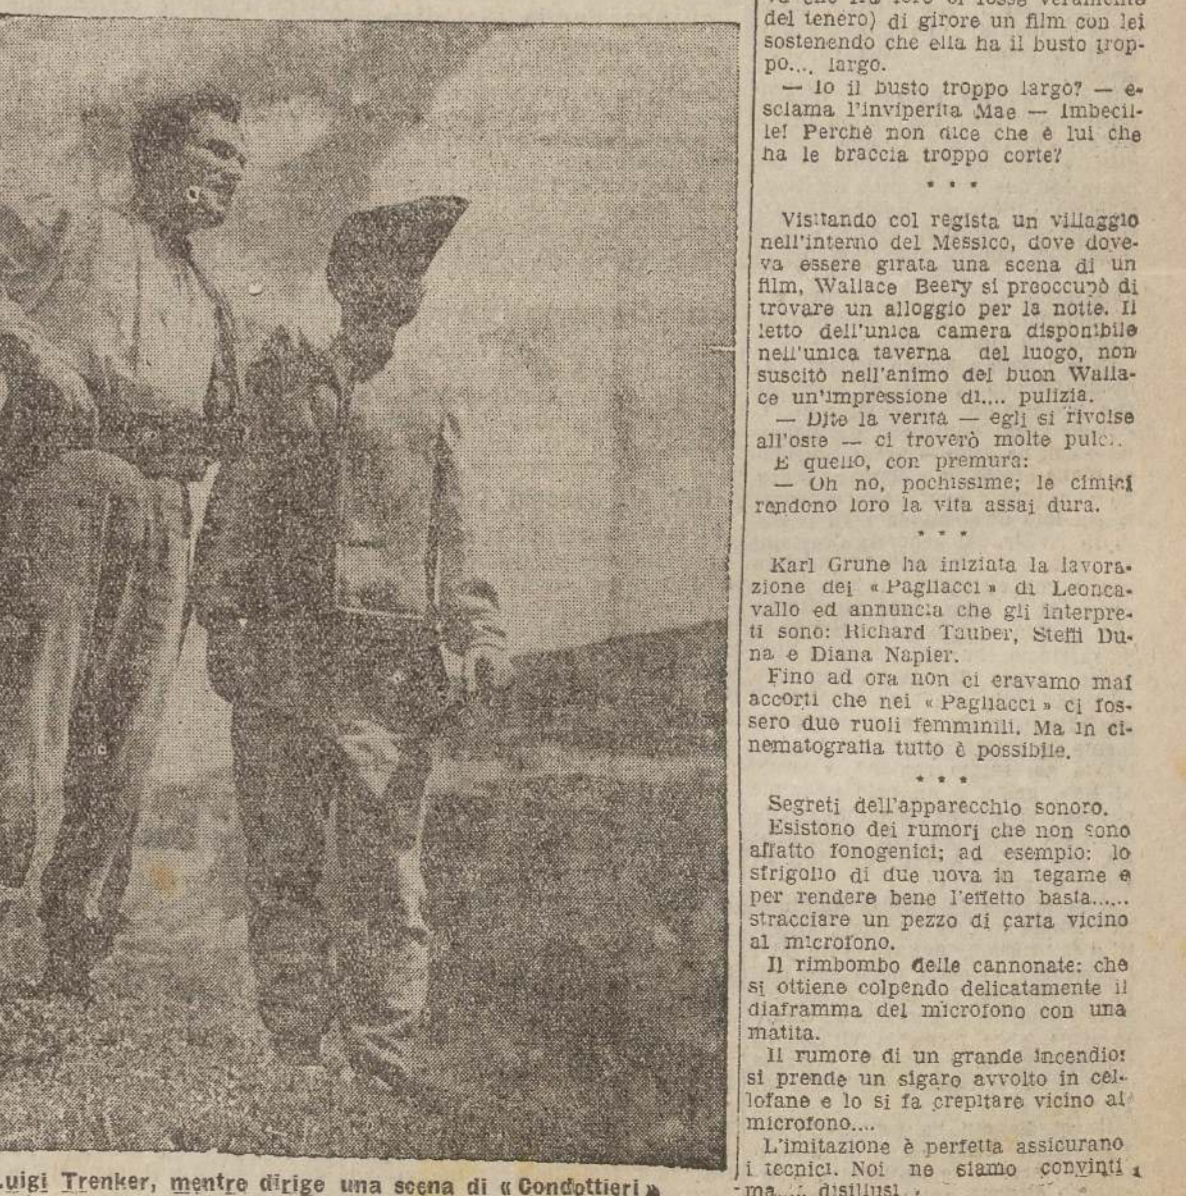 del tenero) di girore un film con lei
sostenendo che ella ha il busto trop-
po.... largo.
— Io il busto troppo largo? — e-
sclama l'inviperita Mae — Imbecil-
le! Perchè non dice che è lui che
ha le braccia troppo corte?
* * *
Visitando col regista un villaggio
nell'interno del Messico, dove dove-
va essere girata una scena di un
film, Wallace Beery si preoccupò di
trovare un alloggio per la notte. Il
letto dell'unica camera disponibile
nell'unica taverna del luogo, non
suscitò nell'animo del buon Walla-
ce un'impressione di.... pulizia.
— Dite la verità — egli si rivolse
all'oste — ci troverò molte pulci..
E quello, con premura:
— Oh no, pochissime; le cimici
rendono loro la vita assai dura.
* * *
Karl Grune ha iniziata la lavora-
zione dei « Pagliacci » di Leonca-
vallo ed annuncia che gli interpre-
ti sono: Richard Tauber, Steffi Du-
na e Diana Napier.
Fino ad ora non ci eravamo mai
accorti che nei « Pagliacci » ci fos-
sero due ruoli femminili. Ma in ci-
nematografia tutto è possibile.
* * *
Segreti dell'apparecchio sonoro.
Esistono dei rumori che non sono
affatto fonogenici; ad esempio: lo
sfrigolio di due uova in tegame e
per rendere bene l'effetto basta......
stracciare un pezzo di carta vicino
al microfono.
Il rimbombo delle cannonate: che
si ottiene colpendo delicatamente il
diaframma del microfono con una
matita.
Il rumore di un grande incendio:
si prende un sigaro avvolto in cel-
lofane e lo si fa crepitare vicino al
microfono....
L'imitazione è perfetta assicurano
i tecnici. Noi ne siamo convinti
ma.... disillusi.
Luigi Trenker, mentre dirige una scena di « Condottieri »